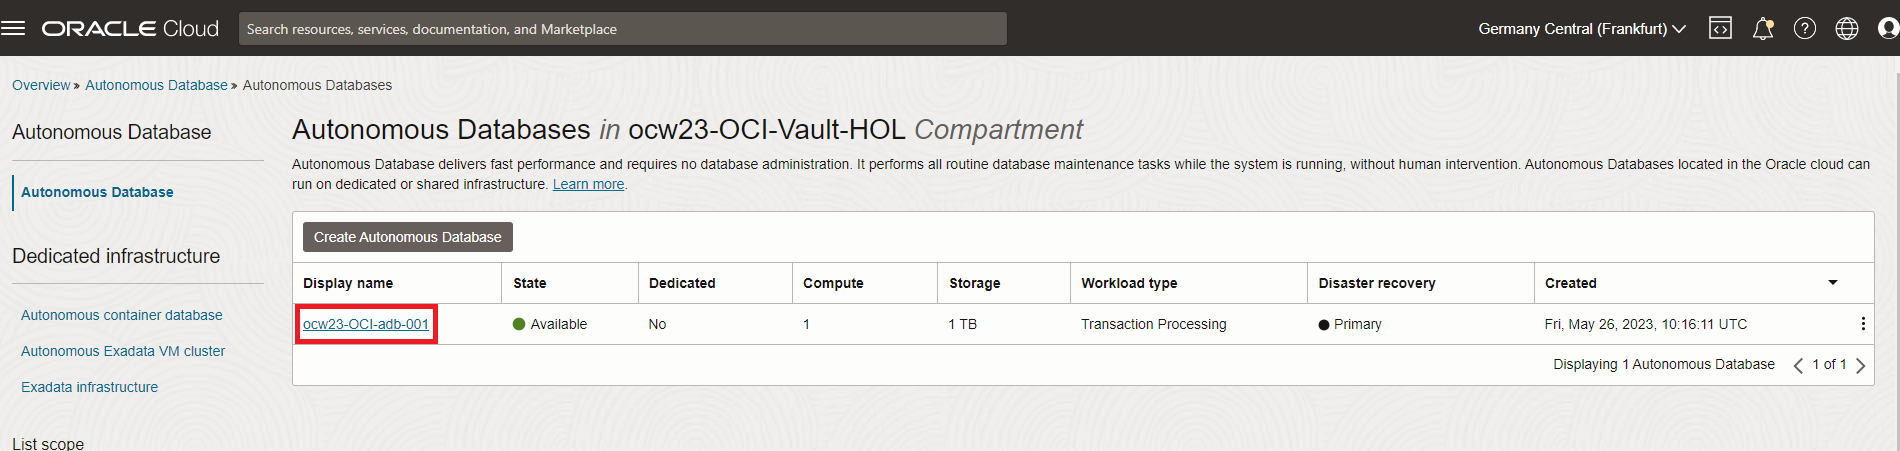 ORACLE Cloud
Search resources, services, documentation, and Marketplace
Germany Central (Frankfurt)
Overview » Autonomous Database » Autonomous Databases
Autonomous Database
Autonomous Database
Dedicated infrastructure
Autonomous container database
Autonomous Exadata VM cluster
Exadata infrastructure
List scope
Autonomous Databases in ocw23-OCI-Vault-HOL Compartment
Autonomous Database delivers fast performance and requires no database administration. It performs all routine database maintenance tasks while the system is running, without human intervention. Autonomous Databases located in the Oracle cloud can
run on dedicated or shared infrastructure. Learn more.
Create Autonomous Database
Display name State Dedicated Compute Storage Workload type Disaster recovery Created
ocw23-OCI-adb-001 Available No 1 1 TB Transaction Processing Primary Fri, May 26, 2023, 10:16:11 UTC
Displaying 1 Autonomous Database 1 of 1